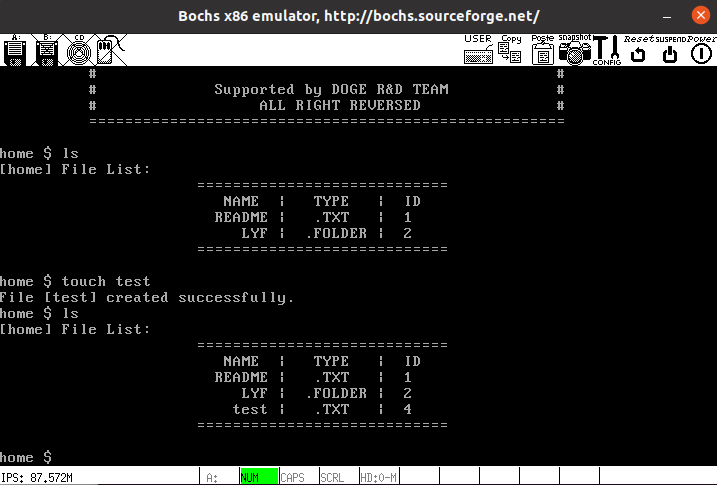 Bochs x86 emulator, http://bochs.sourceforge.net/
A: B: CD USER Copy Poste snapshot CONFIG Reset SUSPEND Power
# #
# Supported by DOGE R&D TEAM #
# ALL RIGHT REVERSED #
=====================================================
home $ ls
[home] File List:
============================
NAME ¦ TYPE ¦ ID
README ¦ .TXT ¦ 1
LYF ¦ .FOLDER ¦ 2
============================
home $ touch test
File [test] created successfully.
home $ ls
[home] File List:
============================
NAME ¦ TYPE ¦ ID
README ¦ .TXT ¦ 1
LYF ¦ .FOLDER ¦ 2
test ¦ .TXT ¦ 4
============================
home $
IPS: 87.572M A: NUM CAPS SCRL HD:0-M